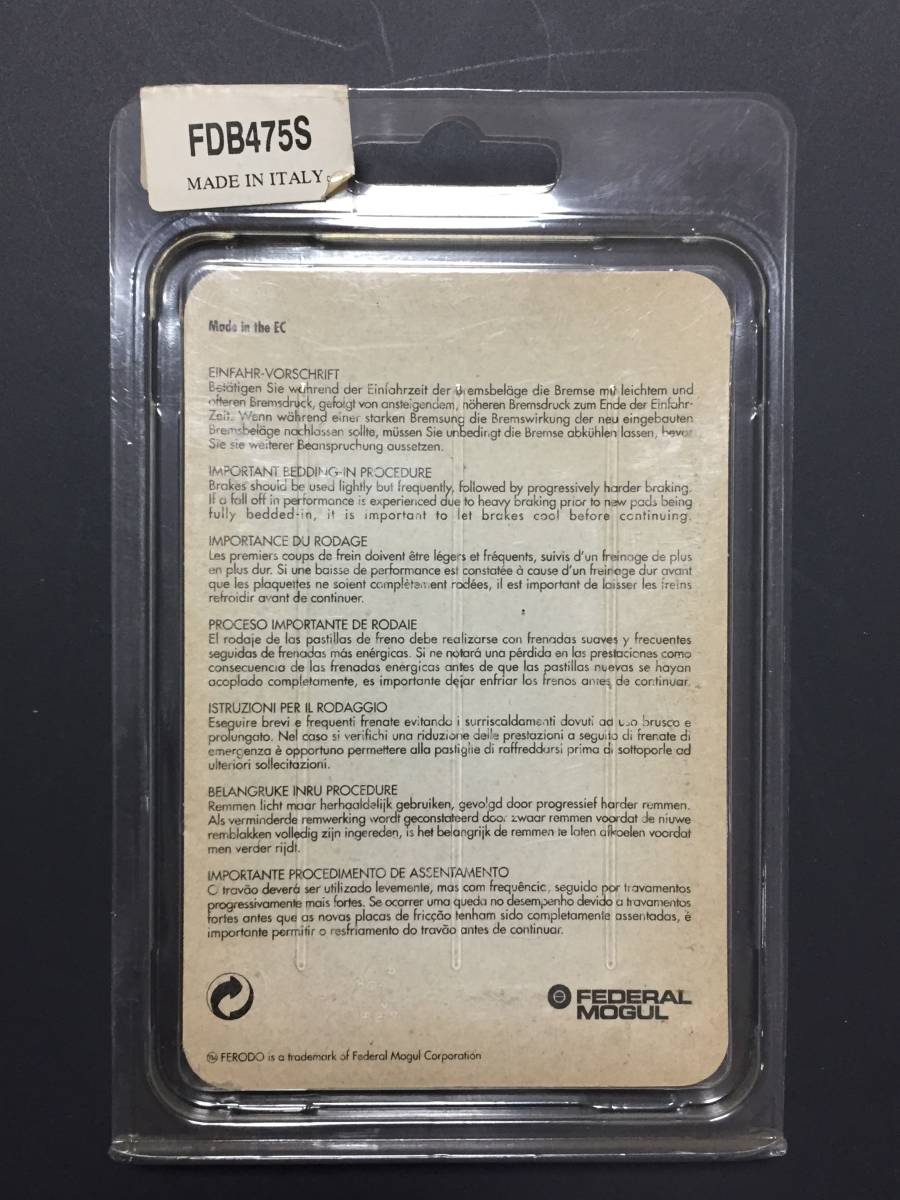 FDB475S
MADE IN ITALY
Made in the EC
EINFAHR-VORSCHRIFT
Betätigen Sie während der Einfahrzeit der Bremsbeläge die Bremse mit leichtem und
öfteren Bremsdruck, gefolgt von ansteigendem, höheren Bremsdruck zum Ende der Einfahr-
Zeit. Wenn während einer starken Bremsung die Bremswirkung der neu eingebauten
Bremsbeläge nachlassen sollte, müssen Sie unbedingt die Bremse abkühlen lassen, bevor
Sie sie weiterer Beanspruchung aussetzen.
IMPORTANT BEDDING-IN PROCEDURE
Brakes should be used lightly but frequently, followed by progressively harder braking.
If a fall off in performance is experienced due to heavy braking prior to new pads being
fully bedded-in, it is important to let brakes cool before continuing.
IMPORTANCE DU RODAGE
Les premiers coups de frein doivent être légers et fréquents, suivis d'un freinage de plus
en plus dur. Si une baisse de performance est constatée à cause d'un freinage dur avant
que les plaquettes ne soient complètement rodées, il est important de laisser les freins
refroidir avant de continuer.
PROCESO IMPORTANTE DE RODAIE
El rodaje de las pastillas de freno debe realizarse con frenadas suaves y frecuentes
seguidas de frenadas más enérgicas. Si ne notará una pérdida en las prestaciones como
consecuencia de las frenadas enérgicas antes de que las pastillas nuevas se hayan
acoplado completamente, es importante dejar enfriar los frenos antes de continuar.
ISTRUZIONI PER IL RODAGGIO
Eseguire brevi e frequenti frenate evitando i surriscaldamenti dovuti ad uso brusco e
prolungato. Nel caso si verifichi una riduzione delle prestazioni a seguito di frenate di
emergenza è opportuno permettere alla pastiglie di raffreddarsi prima di sottoporle ad
ulteriori sollecitazioni.
BELANGRUKE INRU PROCEDURE
Remmen licht maar herhaaldelijk gebruiken, gevolgd door progressief harder remmen.
Als verminderde remwerking wordt geconstateerd door zwaar remmen voordat de niuwe
remblakken volledig zijn ingereden, is het belangrijk de remmen te laten afkoelen voordat
men verder rijdt.
IMPORTANTE PROCEDIMENTO DE ASSENTAMENTO
O travão deverá ser utilizado levemente, mas com frequência, seguido por travamentos
progressivamente mais fortes. Se ocorrer uma queda no desempenho devido a travamentos
fortes antes que as novas placas de fricção tenham sido completamente assentadas, é
importante permitir o resfriamento do travão antes de continuar.
FEDERAL
MOGUL
TM FERODO is a trademark of Federal Mogul Corporation